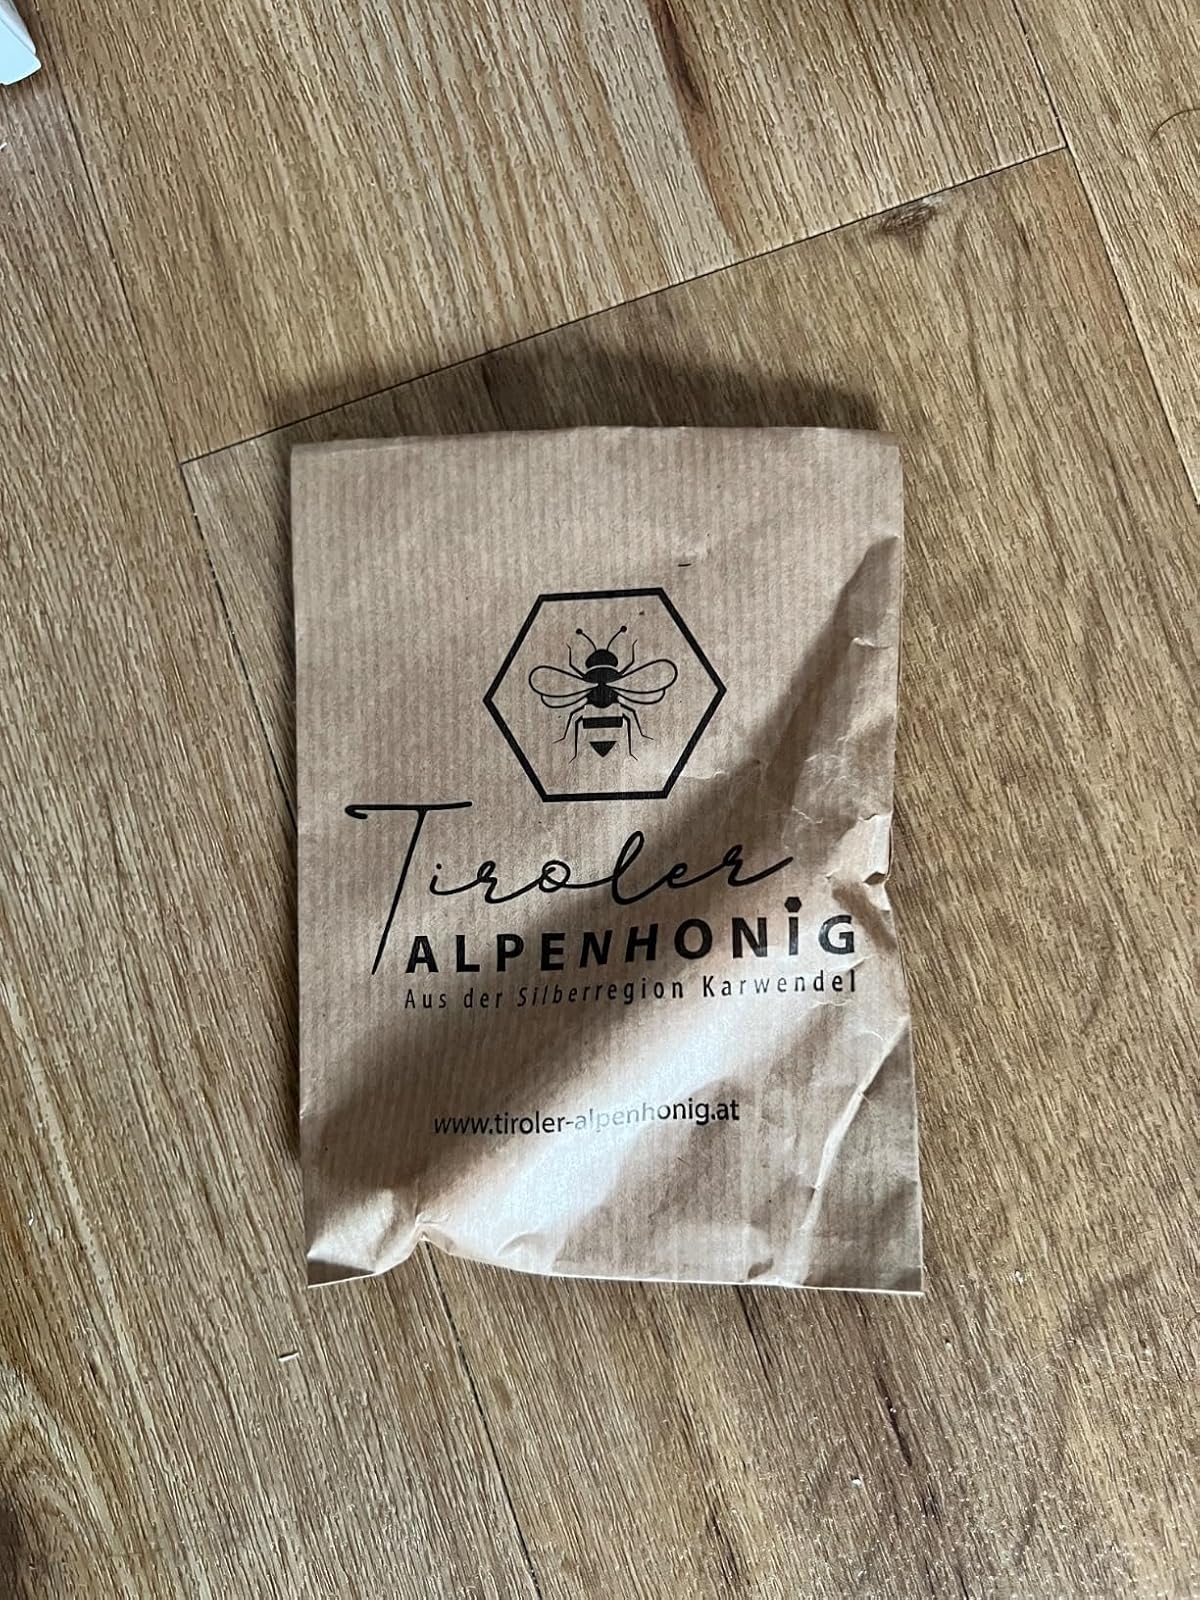 Tiroler
ALPENHONiG
Aus der Silberregion Karwendel
www.tiroler-alpenhonig.at